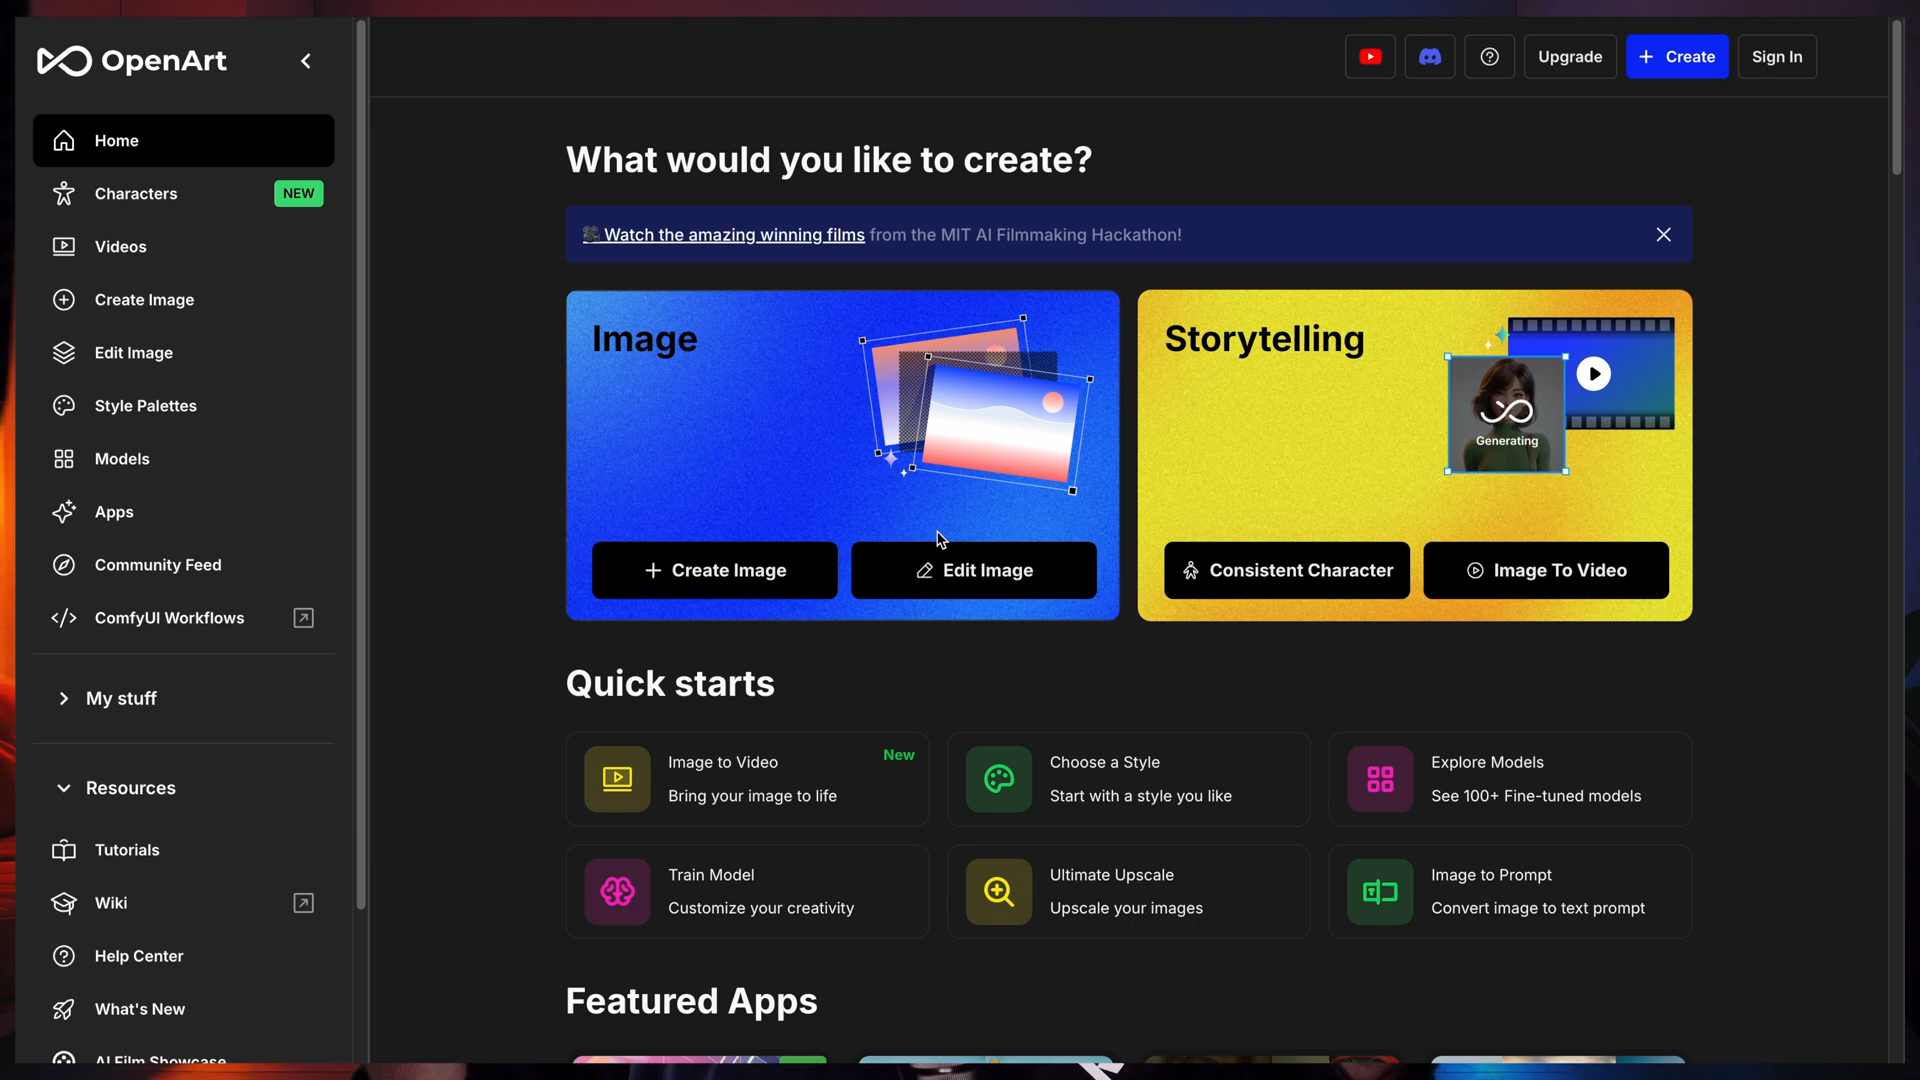 OpenArt
Home
Characters
NEW
Videos
Create Image
Edit Image
Style Palettes
Models
Apps
Community Feed
ComfyUI Workflows
My stuff
Resources
Tutorials
Wiki
Help Center
What's New
AI Film Showcase
Upgrade
+ Create
Sign In
What would you like to create?
Watch the amazing winning films from the MIT AI Filmmaking Hackathon!
Image
+ Create Image
Edit Image
Storytelling
Generating
Consistent Character
Image To Video
Quick starts
Image to Video
New
Bring your image to life
Choose a Style
Start with a style you like
Explore Models
See 100+ Fine-tuned models
Train Model
Customize your creativity
Ultimate Upscale
Upscale your images
Image to Prompt
Convert image to text prompt
Featured Apps